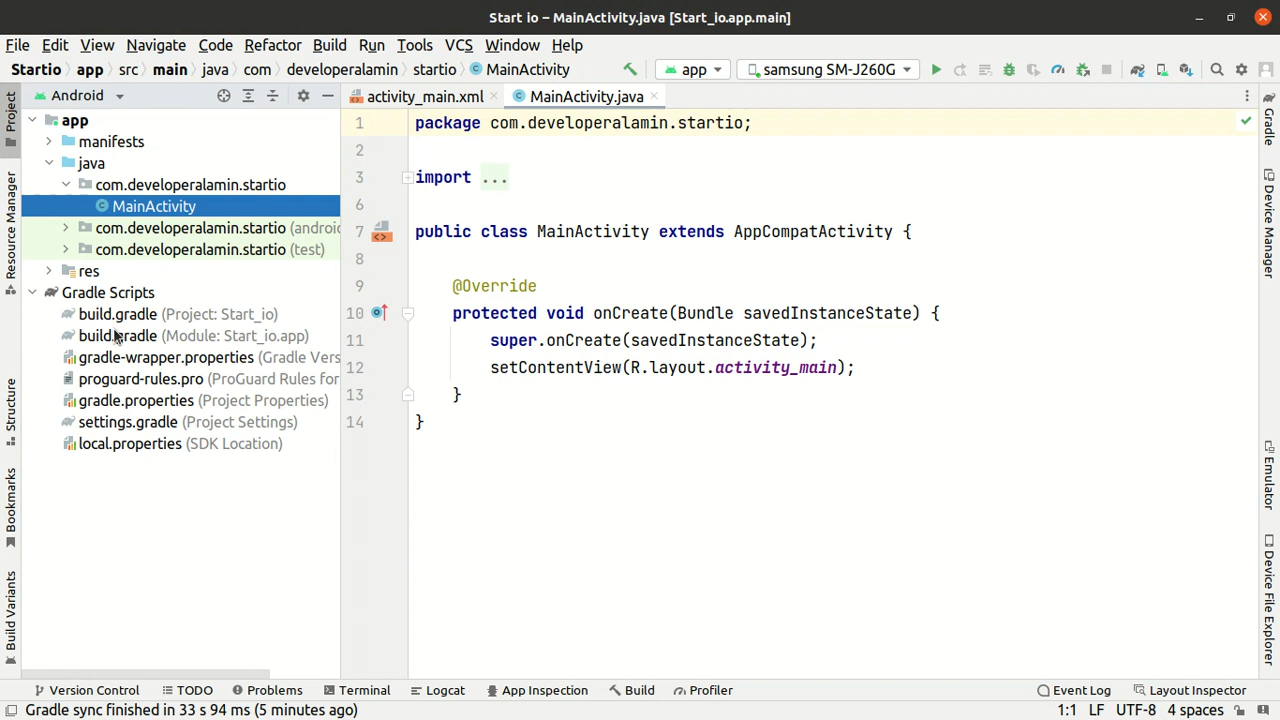 Start io – MainActivity.java [Start_io.app.main]
File Edit View Navigate Code Refactor Build Run Tools VCS Window Help
Startio app src main java com developeralamin startio MainActivity app samsung SM-J260G
Android
activity_main.xml MainActivity.java
Project
Resource Manager
Structure
Bookmarks
Build Variants
app
manifests
java
com.developeralamin.startio
MainActivity
com.developeralamin.startio (androi
com.developeralamin.startio (test)
res
Gradle Scripts
build.gradle (Project: Start_io)
build.gradle (Module: Start_io.app)
gradle-wrapper.properties (Gradle Vers
proguard-rules.pro (ProGuard Rules for
gradle.properties (Project Properties)
settings.gradle (Project Settings)
local.properties (SDK Location)
1 package com.developeralamin.startio;
2
3 import ...
6
7 public class MainActivity extends AppCompatActivity {
8
9 @Override
10 protected void onCreate(Bundle savedInstanceState) {
11 super.onCreate(savedInstanceState);
12 setContentView(R.layout.activity_main);
13 }
14 }
Gradle
Device Manager
Emulator
Device File Explorer
Version Control TODO Problems Terminal Logcat App Inspection Build Profiler Event Log Layout Inspector
Gradle sync finished in 33 s 94 ms (5 minutes ago) 1:1 LF UTF-8 4 spaces